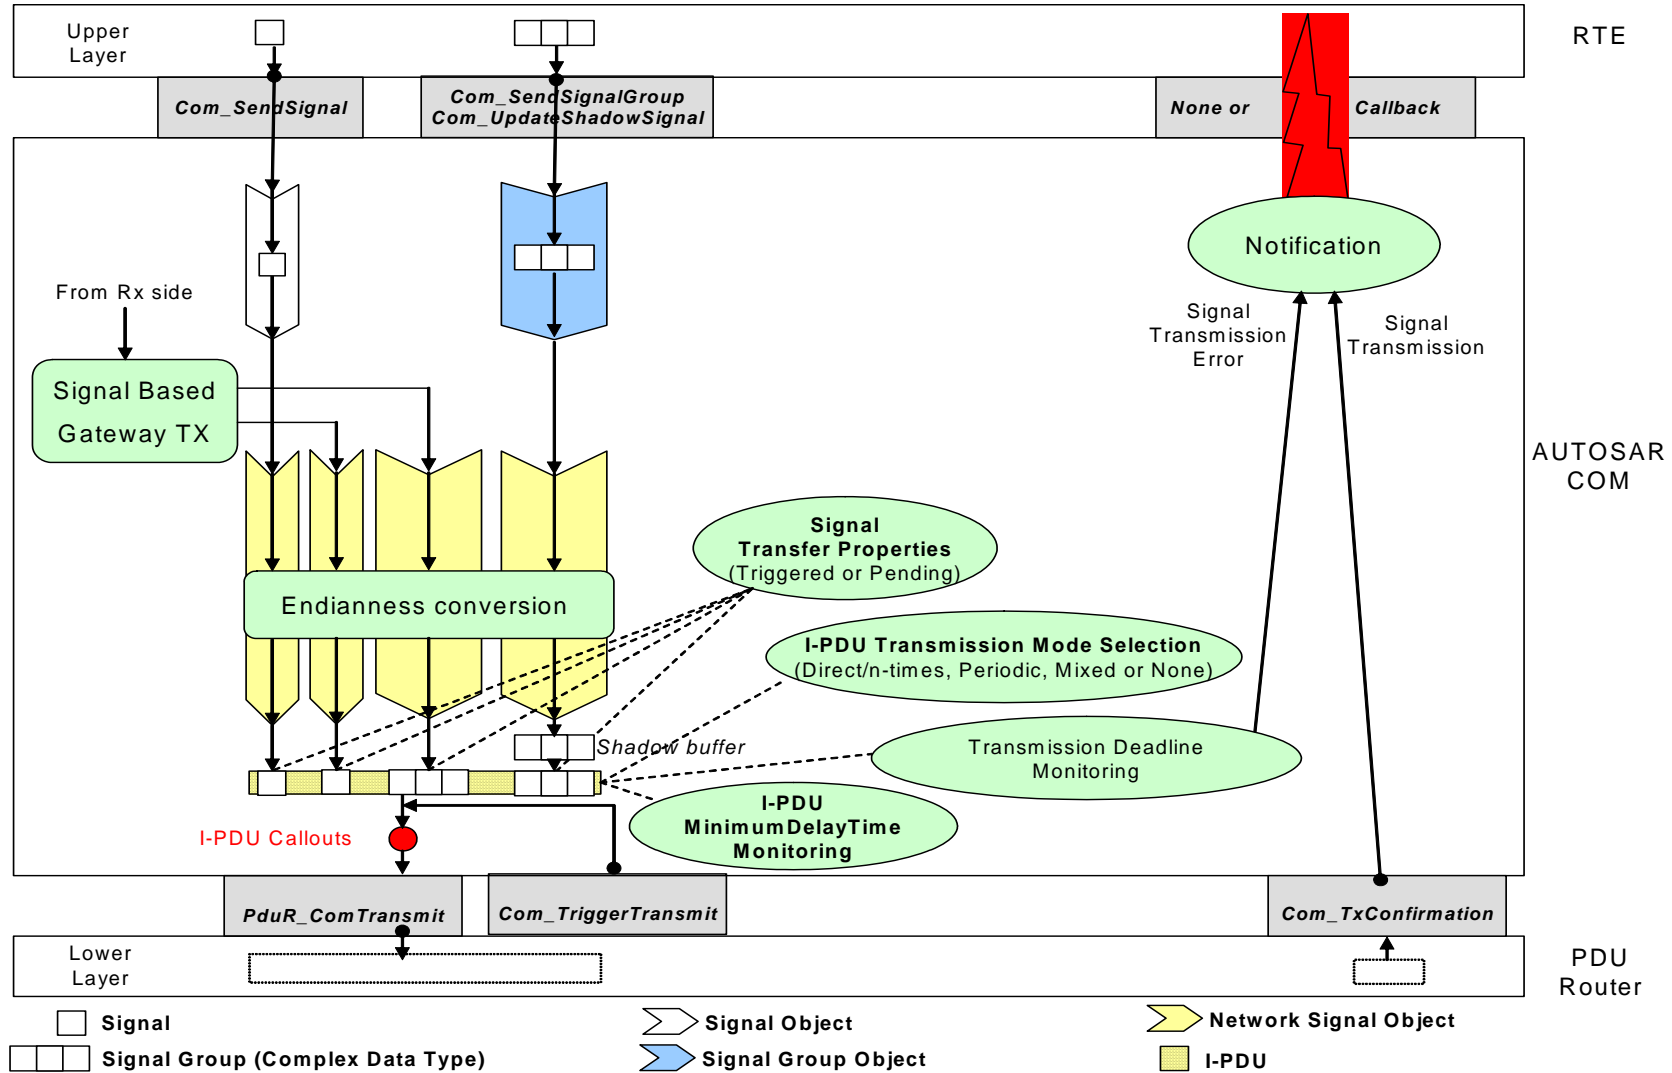 Upper
Layer
RTE
Com_SendSignal
Com_SendSignalGroup
Com_UpdateShadowSignal
None or
Callback
Notification
From Rx side
Signal
Transmission
Error
Signal
Transmission
Signal Based
Gateway TX
AUTOSAR
COM
Signal
Transfer Properties
(Triggered or Pending)
Endianness conversion
I-PDU Transmission Mode Selection
(Direct/n-times, Periodic, Mixed or None)
Shadow buffer
Transmission Deadline
Monitoring
I-PDU
MinimumDelayTime
Monitoring
I-PDU Callouts
PduR_ComTransmit
Com_TriggerTransmit
Com_TxConfirmation
Lower
Layer
PDU
Router
Signal
Signal Object
Network Signal Object
Signal Group (Complex Data Type)
Signal Group Object
I-PDU